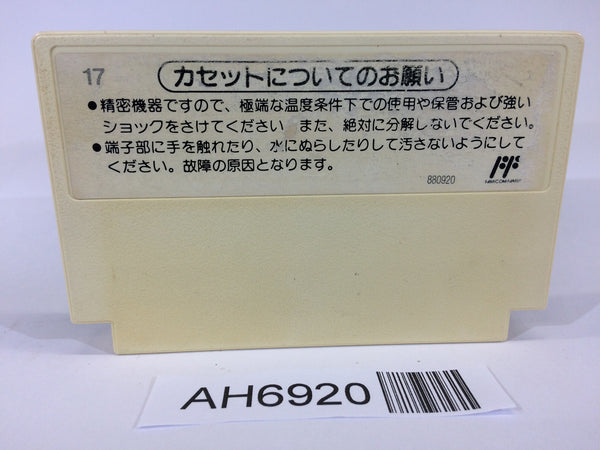 17
カセットについてのお願い
●精密機器ですので、極端な温度条件下での使用や保管および強い
ショックをさけてください また、絶対に分解しないでください。
●端子部に手を触れたり、水にぬらしたりして汚さないようにして
ください。故障の原因となります。
880920
AH6920